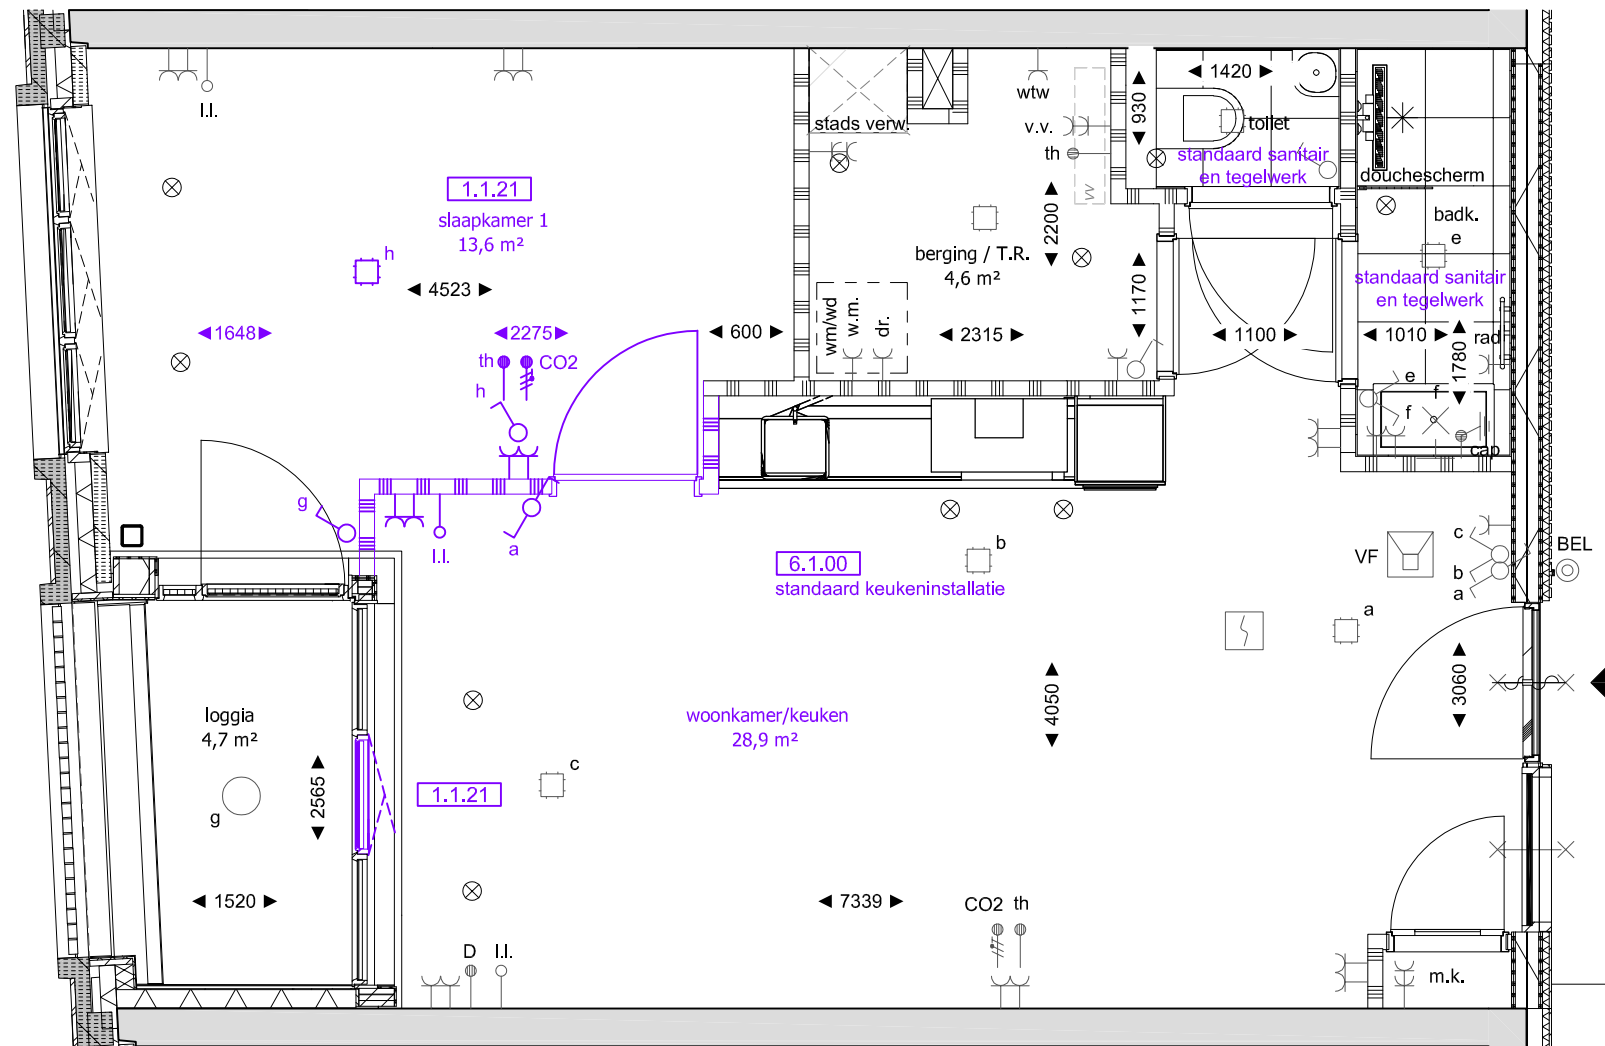 l.l.
wtw
930
1420
stads verw.
v.v.
th
toilet
standaard sanitair
en tegelwerk
douchescherm
1.1.21
slaapkamer 1
13,6 m²
h
4523
2200
badk.
e
berging / T.R.
4,6 m²
standaard sanitair
en tegelwerk
1170
wm/wd
w.m.
dr.
1648
2275
600
2315
1100
1010
1780
rad
th
CO2
h
e
f
f
cap
g
l.l.
a
6.1.00
standaard keukeninstallatie
b
VF
c
b
a
BEL
a
3060
4050
loggia
4,7 m²
woonkamer/keuken
28,9 m²
c
1.1.21
2565
g
1520
7339
CO2 th
D
l.l.
m.k.